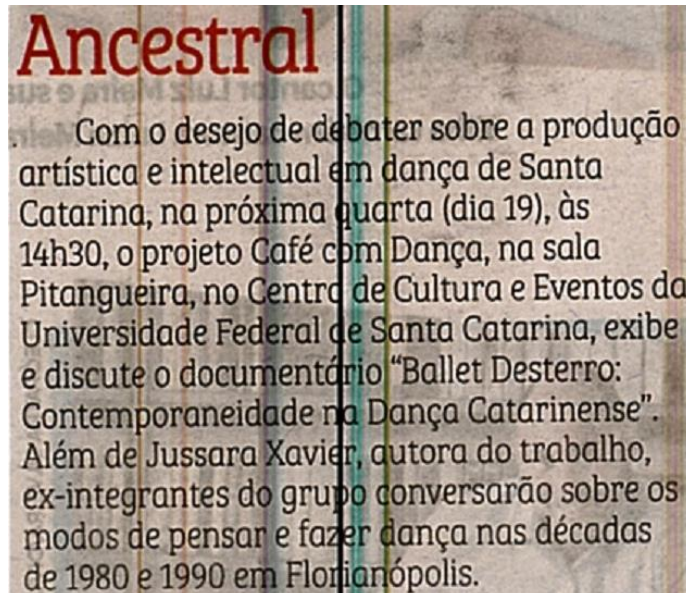 Ancestral
Com o desejo de debater sobre a produção
artística e intelectual em dança de Santa
Catarina, na próxima quarta (dia 19), às
14h30, o projeto Café com Dança, na sala
Pitangueira, no Centro de Cultura e Eventos da
Universidade Federal de Santa Catarina, exibe
e discute o documentário “Ballet Desterro:
Contemporaneidade na Dança Catarinense”.
Além de Jussara Xavier, autora do trabalho,
ex-integrantes do grupo conversarão sobre os
modos de pensar e fazer dança nas décadas
de 1980 e 1990 em Florianópolis.